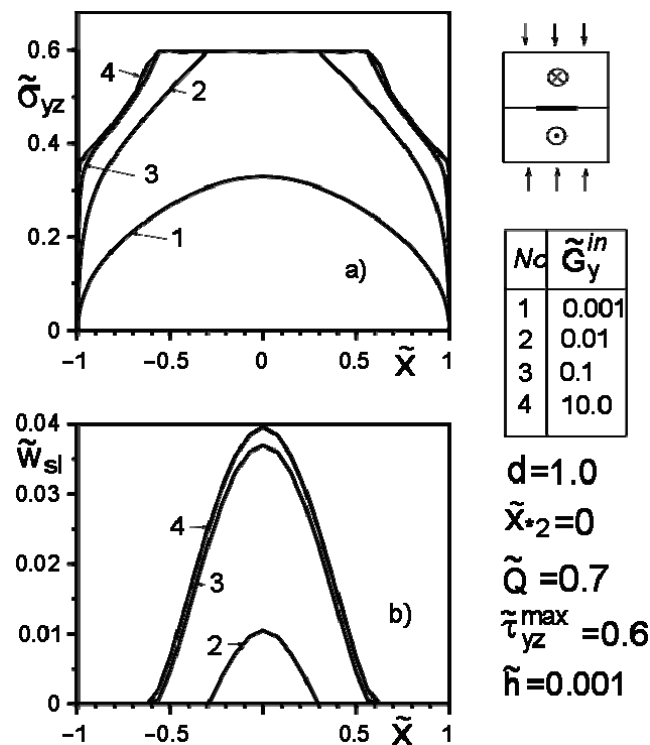 0.6
σ̃yz
0.4
0.2
0
4
2
3
1
a)
−1 −0.5 0 0.5 1
x̃
No G̃y^in
1 0.001
2 0.01
3 0.1
4 10.0
0.04
w̃sl
0.03
0.02
0.01
0
4
3
2
b)
−1 −0.5 0 0.5 1
x̃
d=1.0
x̃*2=0
Q̃=0.7
τ̃yz^max=0.6
h̃=0.001